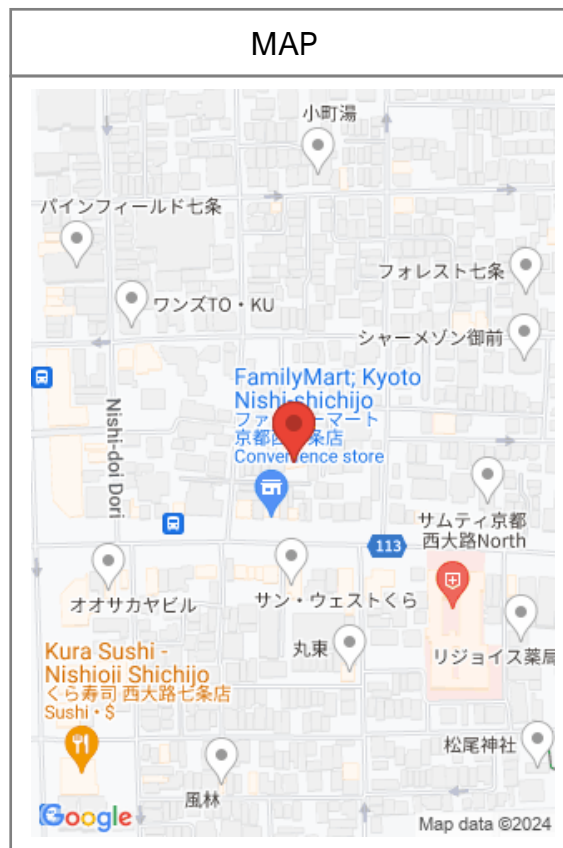 MAP
小町湯
パインフィールド七条
フォレスト七条
ワンズTO・KU
シャーメゾン御前
FamilyMart; Kyoto
Nishi-shichijo
ファ ーマート
京都西 条店
Convenience store
Nishi-doi Dori
サムティ京都
西大路North
113
オオサカヤビル
サン・ウェストくら
丸東
リジョイス薬局
Kura Sushi -
Nishioji Shichijo
くら寿司 西大路七条店
Sushi・$
松尾神社
風林
Google
Map data ©2024